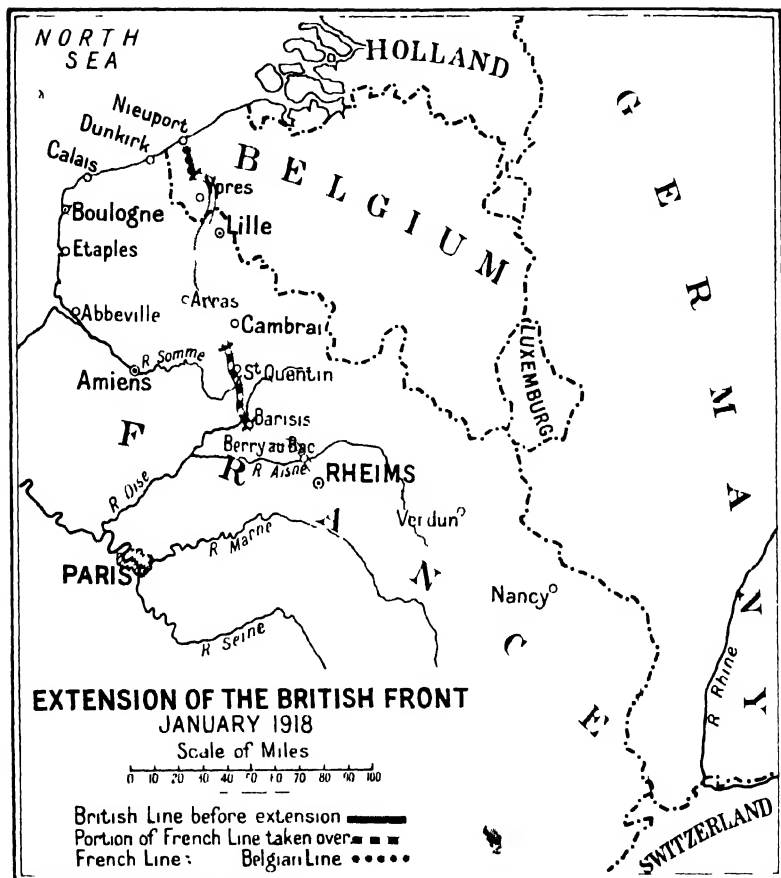 NORTH
SEA
HOLLAND
GERMANY
Nieuport
Dunkirk
BELGIUM
Calais
Ypres
Boulogne
Lille
Etaples
Abbeville
Arras
Cambrai
R Somme
LUXEMBURG
Amiens
St Quentin
FRANCE
Barisis
Berry au Bac
R Aisne
RHEIMS
R Oise
Verdun
R Marne
PARIS
Nancy
R Seine
R Rhine
EXTENSION OF THE BRITISH FRONT
JANUARY 1918
Scale of Miles
0 10 20 30 40 50 60 70 80 90 100
British Line before extension
Portion of French Line taken over
French Line: Belgian Line
SWITZERLAND